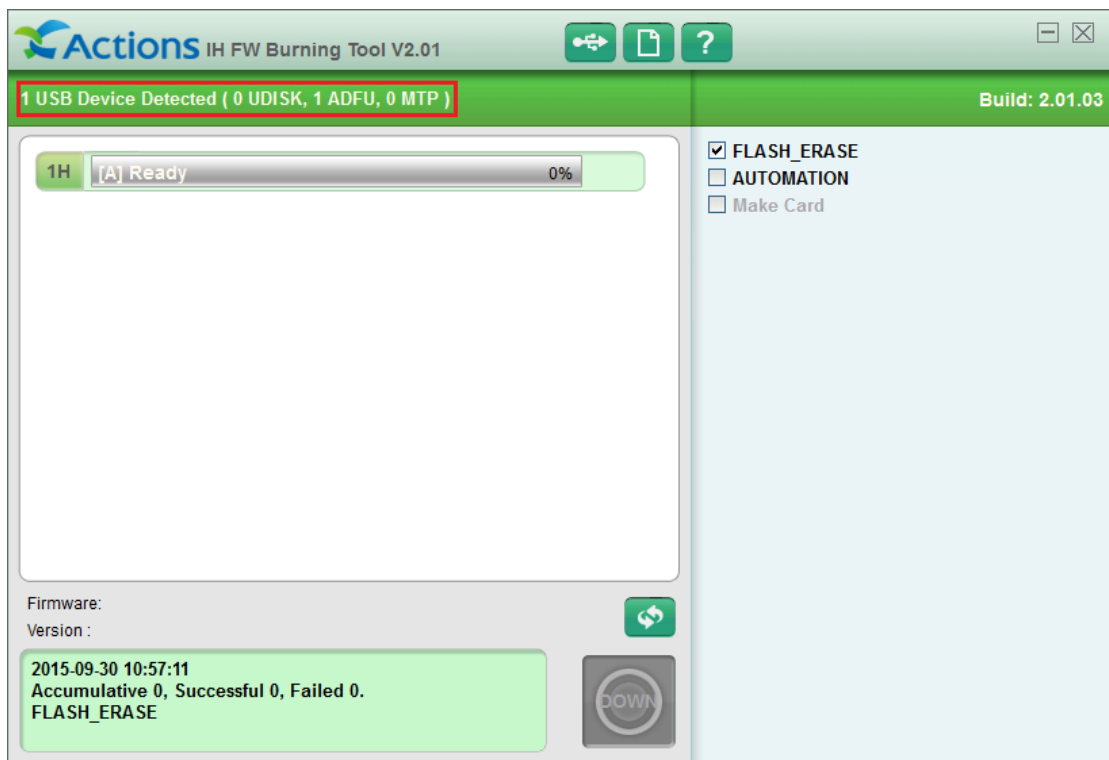 Actions IH FW Burning Tool V2.01
?
1 USB Device Detected ( 0 UDISK, 1 ADFU, 0 MTP )
Build: 2.01.03
1H [A] Ready 0%
FLASH_ERASE
AUTOMATION
Make Card
Firmware:
Version :
2015-09-30 10:57:11
Accumulative 0, Successful 0, Failed 0.
FLASH_ERASE
DOWN